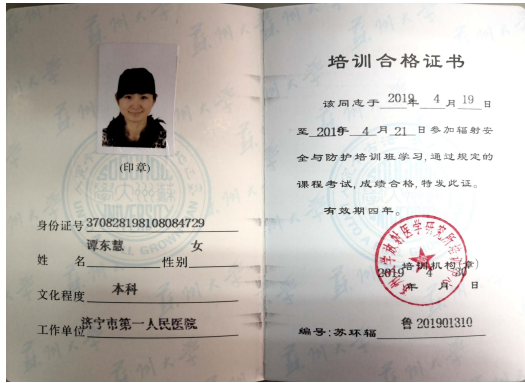 (印章)
身份证号 370828198108084729
姓 名 谭东慧 性别 女
文化程度 本科
工作单位 济宁市第一人民医院
培训合格证书
该同志于 2019年 4 月 19 日
至 2019年 4 月 21 日参加辐射安
全与防护培训班学习,通过规定的
课程考试,成绩合格,特发此证。
有效期四年。
培训机构(章)
2019年 4 月 30 日
编号:苏环辐 鲁 201901310